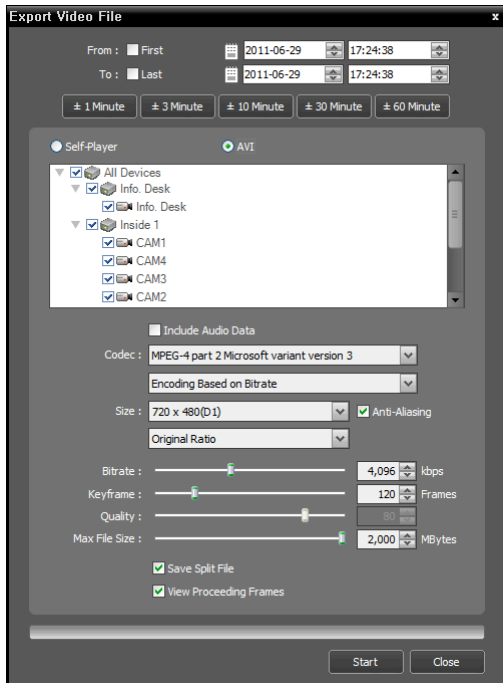 Export Video File x
From : First 2011-06-29 17:24:38
To : Last 2011-06-29 17:24:38
± 1 Minute ± 3 Minute ± 10 Minute ± 30 Minute ± 60 Minute
Self-Player AVI
All Devices
Info. Desk
Info. Desk
Inside 1
CAM1
CAM4
CAM3
CAM2
Include Audio Data
Codec : MPEG-4 part 2 Microsoft variant version 3
Encoding Based on Bitrate
Size : 720 x 480(D1) Anti-Aliasing
Original Ratio
Bitrate : 4,096 kbps
Keyframe : 120 Frames
Quality : 80
Max File Size : 2,000 MBytes
Save Split File
View Proceeding Frames
Start Close